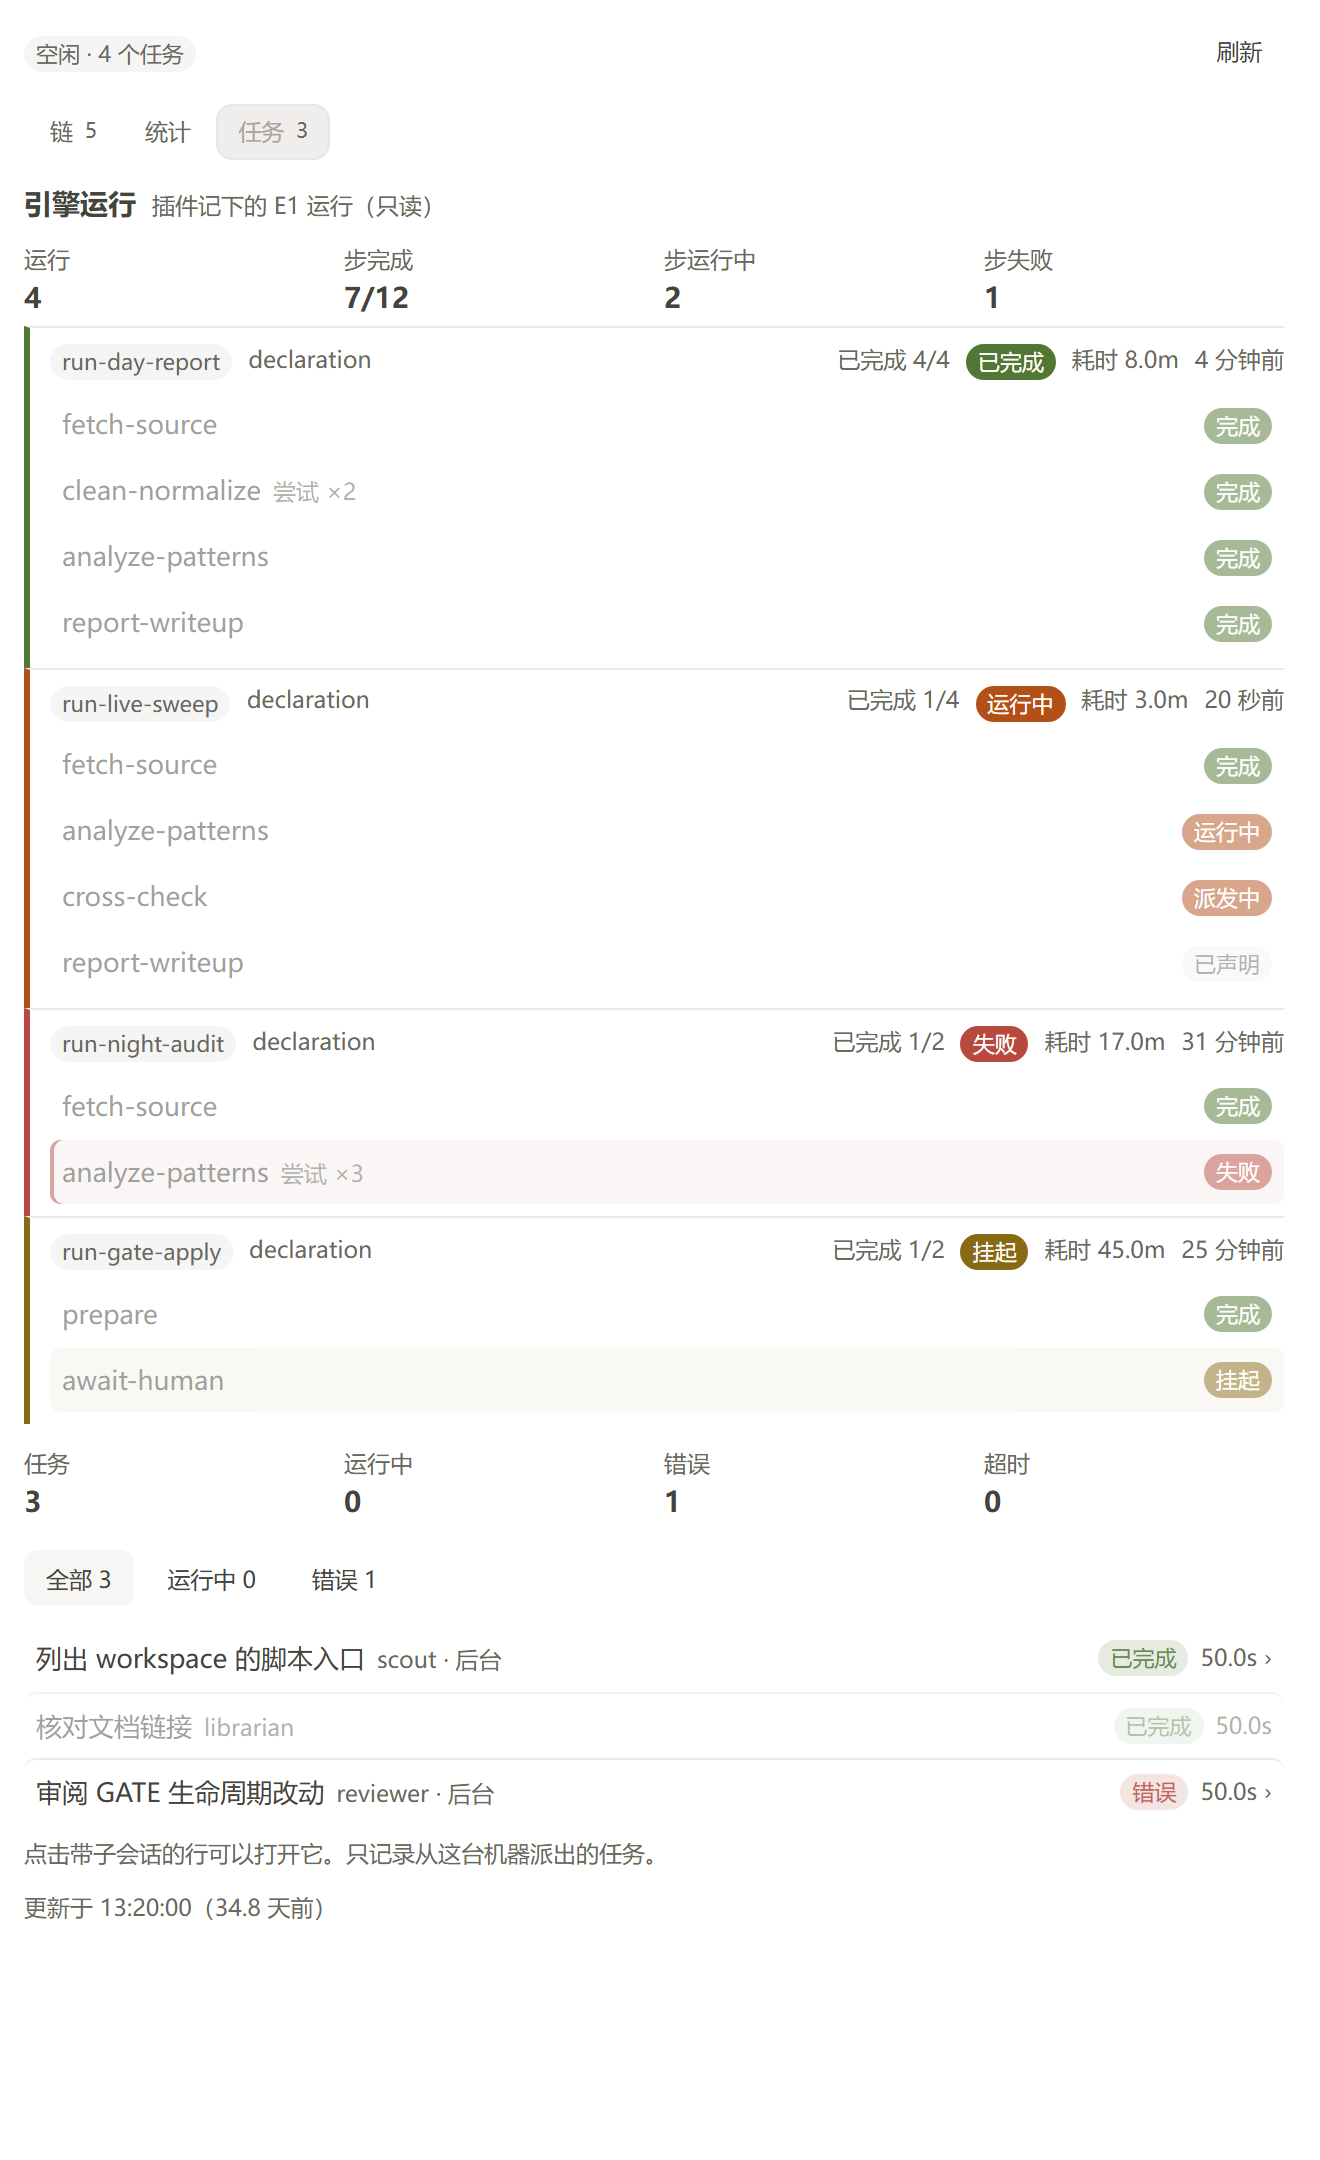 空闲 · 4 个任务 刷新
链 5 统计 任务 3
引擎运行 插件记下的 E1 运行（只读）
运行 步完成 步运行中 步失败
4 7/12 2 1
run-day-report declaration 已完成 4/4 已完成 耗时 8.0m 4 分钟前
fetch-source 完成
clean-normalize 尝试 ×2 完成
analyze-patterns 完成
report-writeup 完成
run-live-sweep declaration 已完成 1/4 运行中 耗时 3.0m 20 秒前
fetch-source 完成
analyze-patterns 运行中
cross-check 派发中
report-writeup 已声明
run-night-audit declaration 已完成 1/2 失败 耗时 17.0m 31 分钟前
fetch-source 完成
analyze-patterns 尝试 ×3 失败
run-gate-apply declaration 已完成 1/2 挂起 耗时 45.0m 25 分钟前
prepare 完成
await-human 挂起
任务 运行中 错误 超时
3 0 1 0
全部 3 运行中 0 错误 1
列出 workspace 的脚本入口 scout · 后台 已完成 50.0s ›
核对文档链接 librarian 已完成 50.0s
审阅 GATE 生命周期改动 reviewer · 后台 错误 50.0s ›
点击带子会话的行可以打开它。只记录从这台机器派出的任务。
更新于 13:20:00（34.8 天前）